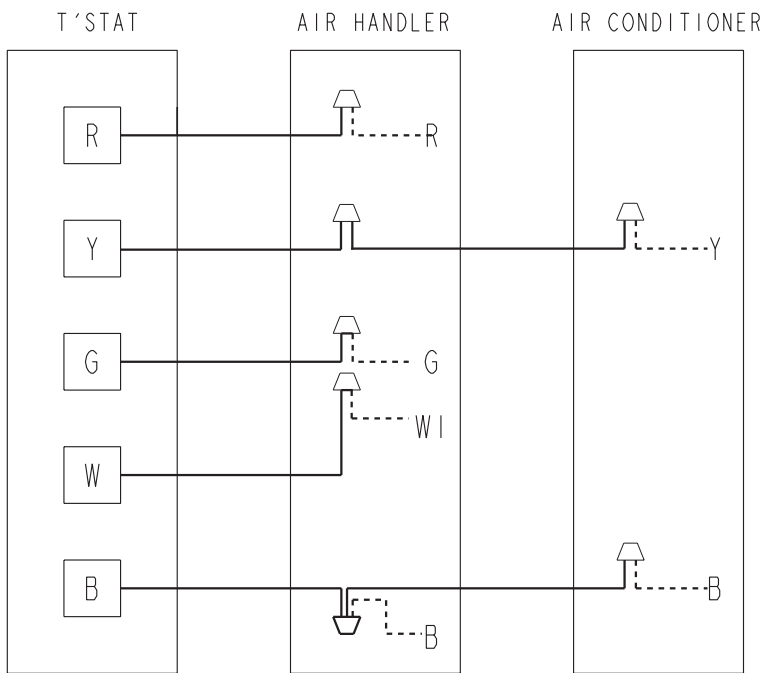 T'STAT AIR HANDLER AIR CONDITIONER
R R
Y Y
G G
W1
W
B B
B